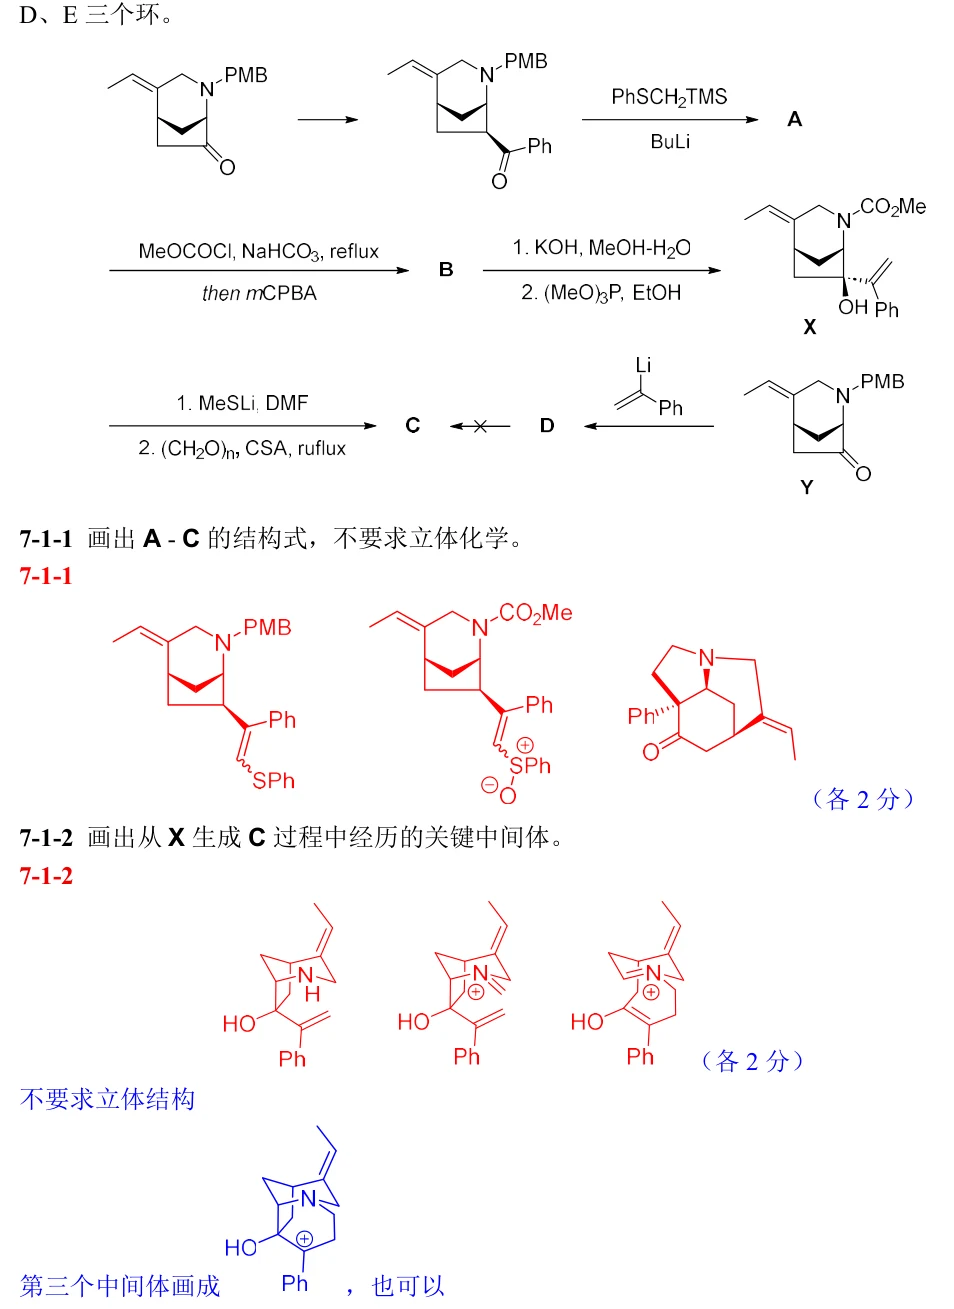 D、E 三个环。
N PMB
O
N PMB
Ph
O
PhSCH2TMS
BuLi
A
MeOCOCl, NaHCO3, reflux
then mCPBA
B
1. KOH, MeOH-H2O
2. (MeO)3P, EtOH
N CO2Me
OH Ph
X
1. MeSLi, DMF
2. (CH2O)n, CSA, ruflux
C
D
Li
Ph
N PMB
O
Y
7-1-1 画出 A - C 的结构式，不要求立体化学。
7-1-1
N PMB
Ph
SPh
N CO2Me
Ph
⊕
SPh
⊖ O
N
Ph
O
（各 2 分）
7-1-2 画出从 X 生成 C 过程中经历的关键中间体。
7-1-2
N
H
HO
Ph
N
⊕
HO
Ph
N
⊕
HO
Ph
（各 2 分）
不要求立体结构
N
HO ⊕
Ph
第三个中间体画成 ，也可以